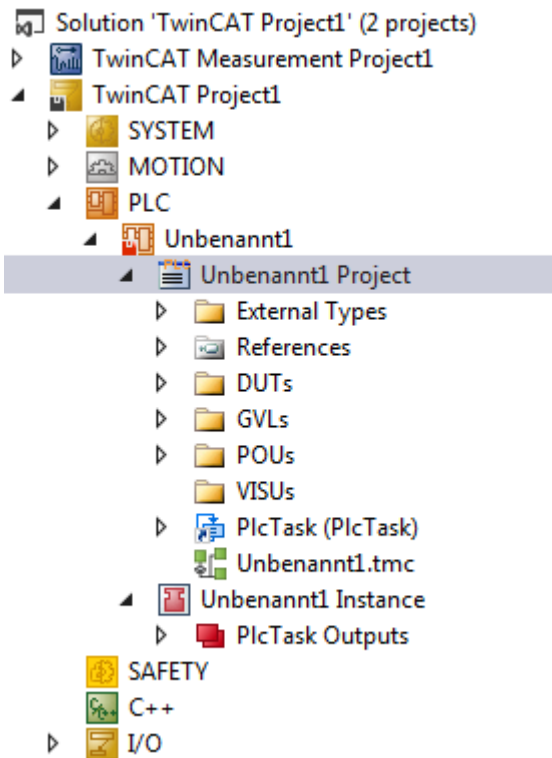 Solution 'TwinCAT Project1' (2 projects)
TwinCAT Measurement Project1
TwinCAT Project1
SYSTEM
MOTION
PLC
Unbenannt1
Unbenannt1 Project
External Types
References
DUTs
GVLs
POUs
VISUs
PlcTask (PlcTask)
Unbenannt1.tmc
Unbenannt1 Instance
PlcTask Outputs
SAFETY
C++
I/O